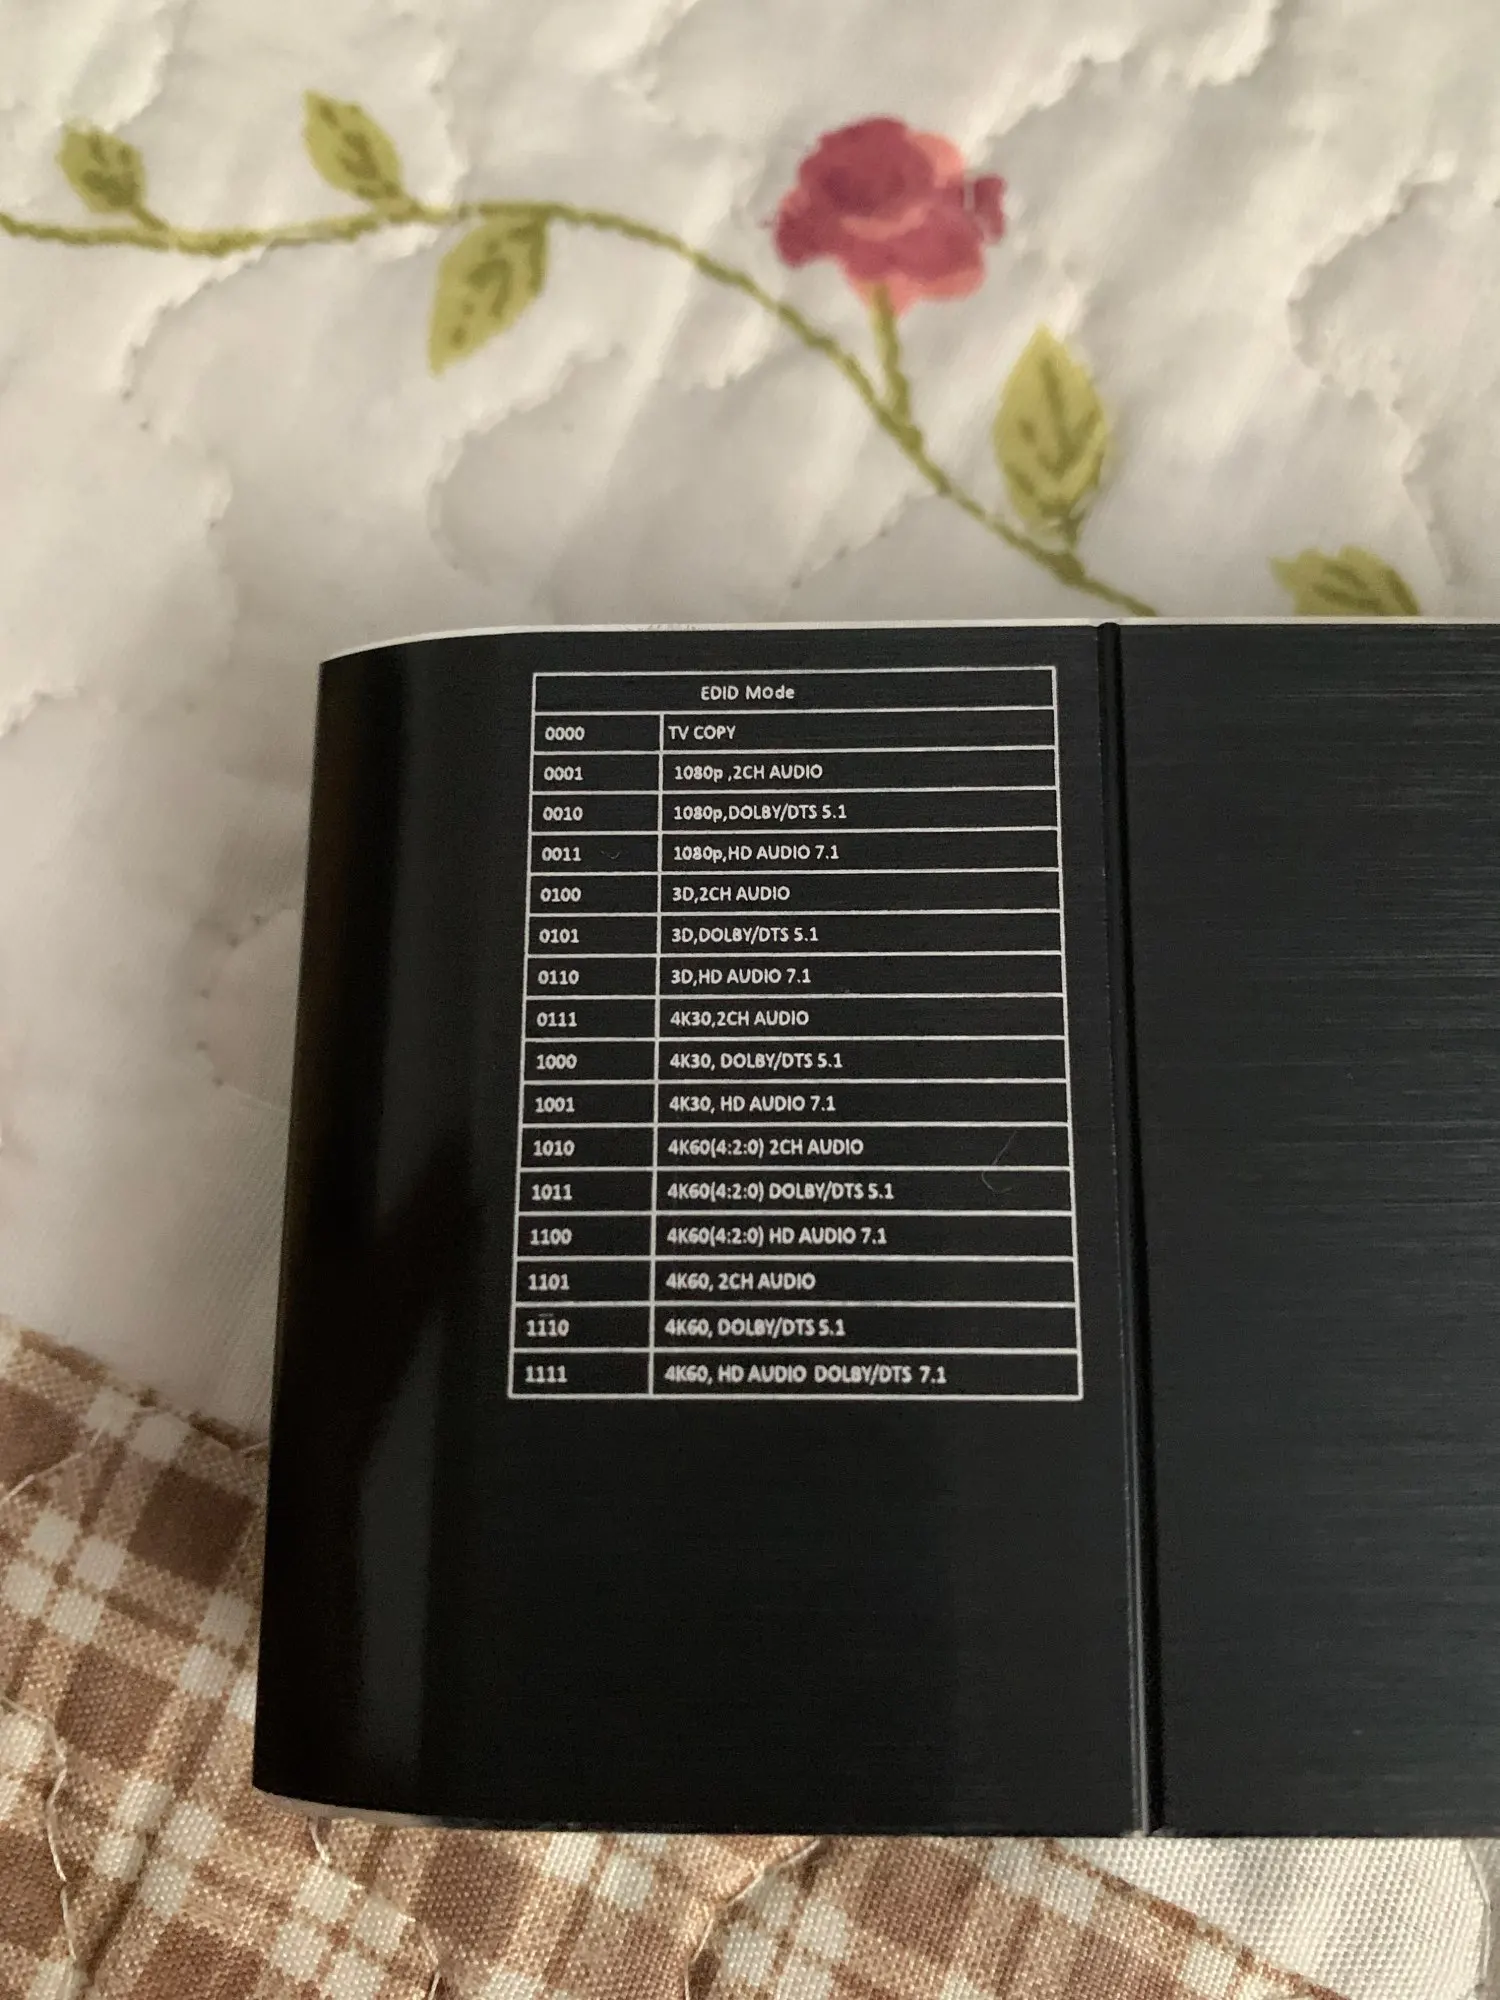 EDID Mode
0000 TV COPY
0001 1080p ,2CH AUDIO
0010 1080p,DOLBY/DTS 5.1
0011 1080p,HD AUDIO 7.1
0100 3D,2CH AUDIO
0101 3D,DOLBY/DTS 5.1
0110 3D,HD AUDIO 7.1
0111 4K30,2CH AUDIO
1000 4K30, DOLBY/DTS 5.1
1001 4K30, HD AUDIO 7.1
1010 4K60(4:2:0) 2CH AUDIO
1011 4K60(4:2:0) DOLBY/DTS 5.1
1100 4K60(4:2:0) HD AUDIO 7.1
1101 4K60, 2CH AUDIO
1110 4K60, DOLBY/DTS 5.1
1111 4K60, HD AUDIO DOLBY/DTS 7.1